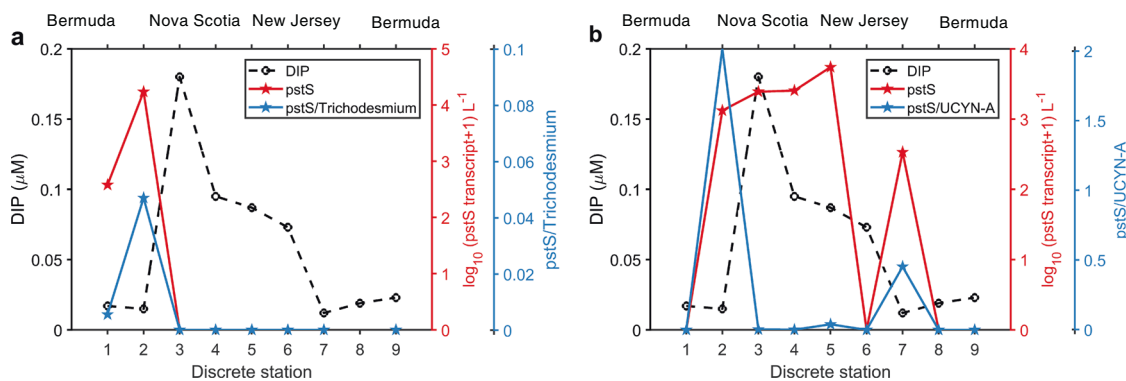 Bermuda Nova Scotia New Jersey Bermuda
a
0.2
0.15
0.1
0.05
0
DIP (μM)
1 2 3 4 5 6 7 8 9
Discrete station
DIP
pstS
pstS/Trichodesmium
5
4
3
2
1
0
log10 (pstS transcript+1) L-1
0.1
0.08
0.06
0.04
0.02
0
pstS/Trichodesmium
Bermuda Nova Scotia New Jersey Bermuda
b
0.2
0.15
0.1
0.05
0
DIP (μM)
1 2 3 4 5 6 7 8 9
Discrete station
DIP
pstS
pstS/UCYN-A
4
3
2
1
0
log10 (pstS transcript+1) L-1
2
1.5
1
0.5
0
pstS/UCYN-A